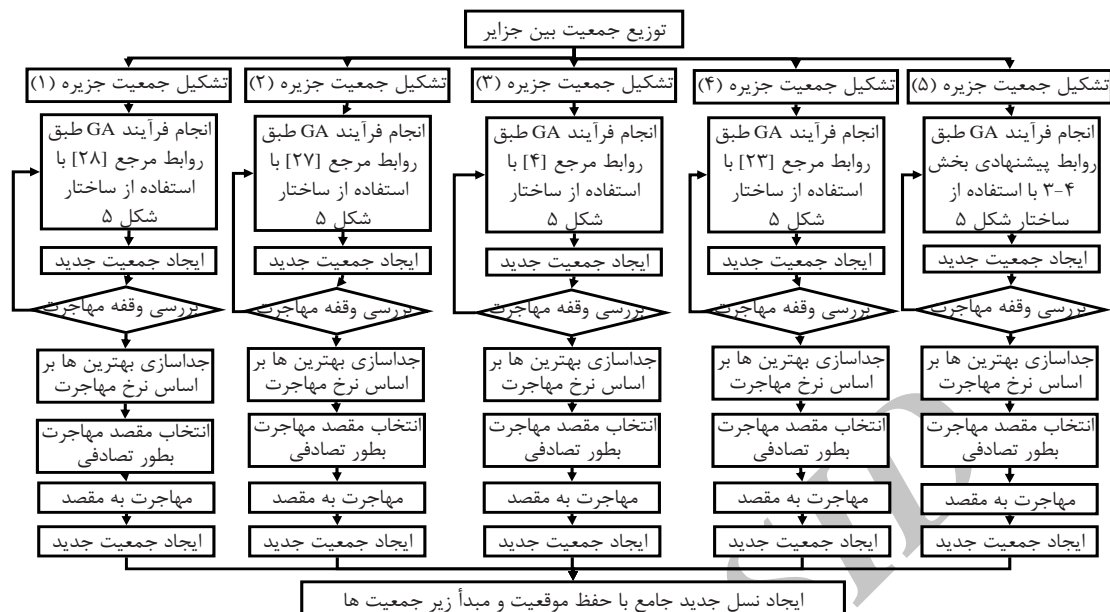 توزیع جمعیت بین جزایر
تشکیل جمعیت جزیره (۱)
انجام فرآیند GA طبق
روابط مرجع [۲۸] با
استفاده از ساختار
شکل ۵
ایجاد جمعیت جدید
بررسی وقفه مهاجرت
جداسازی بهترین ها بر
اساس نرخ مهاجرت
انتخاب مقصد مهاجرت
بطور تصادفی
مهاجرت به مقصد
ایجاد جمعیت جدید
تشکیل جمعیت جزیره (۲)
انجام فرآیند GA طبق
روابط مرجع [۲۷] با
استفاده از ساختار
شکل ۵
ایجاد جمعیت جدید
بررسی وقفه مهاجرت
جداسازی بهترین ها بر
اساس نرخ مهاجرت
انتخاب مقصد مهاجرت
بطور تصادفی
مهاجرت به مقصد
ایجاد جمعیت جدید
تشکیل جمعیت جزیره (۳)
انجام فرآیند GA طبق
روابط مرجع [۴] با
استفاده از ساختار
شکل ۵
ایجاد جمعیت جدید
بررسی وقفه مهاجرت
جداسازی بهترین ها بر
اساس نرخ مهاجرت
انتخاب مقصد مهاجرت
بطور تصادفی
مهاجرت به مقصد
ایجاد جمعیت جدید
تشکیل جمعیت جزیره (۴)
انجام فرآیند GA طبق
روابط مرجع [۲۳] با
استفاده از ساختار
شکل ۵
ایجاد جمعیت جدید
بررسی وقفه مهاجرت
جداسازی بهترین ها بر
اساس نرخ مهاجرت
انتخاب مقصد مهاجرت
بطور تصادفی
مهاجرت به مقصد
ایجاد جمعیت جدید
تشکیل جمعیت جزیره (۵)
انجام فرآیند GA طبق
روابط پیشنهادی بخش
۳-۴ با استفاده از
ساختار شکل ۵
ایجاد جمعیت جدید
بررسی وقفه مهاجرت
جداسازی بهترین ها بر
اساس نرخ مهاجرت
انتخاب مقصد مهاجرت
بطور تصادفی
مهاجرت به مقصد
ایجاد جمعیت جدید
ایجاد نسل جدید جامع با حفظ موقعیت و مبدأ زیر جمعیت ها
SID